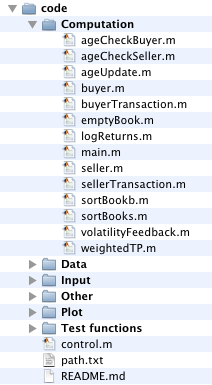 code
Computation
ageCheckBuyer.m
ageCheckSeller.m
ageUpdate.m
buyer.m
buyerTransaction.m
emptyBook.m
logReturns.m
main.m
seller.m
sellerTransaction.m
sortBookb.m
sortBooks.m
volatilityFeedback.m
weightedTP.m
Data
Input
Other
Plot
Test functions
control.m
path.txt
README.md